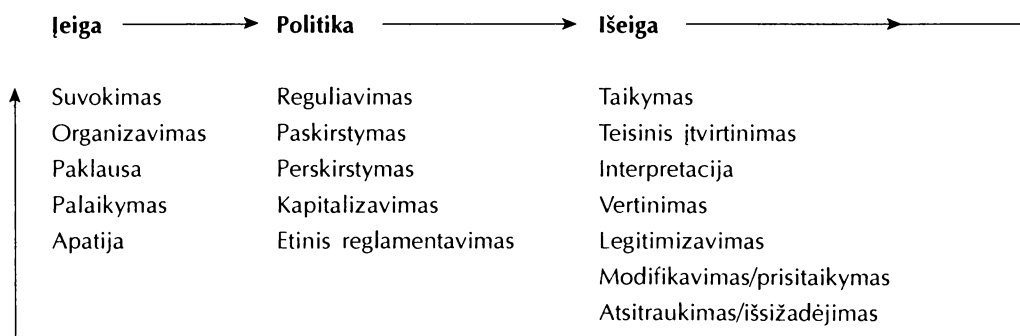 Įeiga Politika Išeiga
Suvokimas Reguliavimas Taikymas
Organizavimas Paskirstymas Teisinis įtvirtinimas
Paklausa Perskirstymas Interpretacija
Palaikymas Kapitalizavimas Vertinimas
Apatija Etinis reglamentavimas Legitimizavimas
Modifikavimas/prisitaikymas
Atsitraukimas/išsižadėjimas